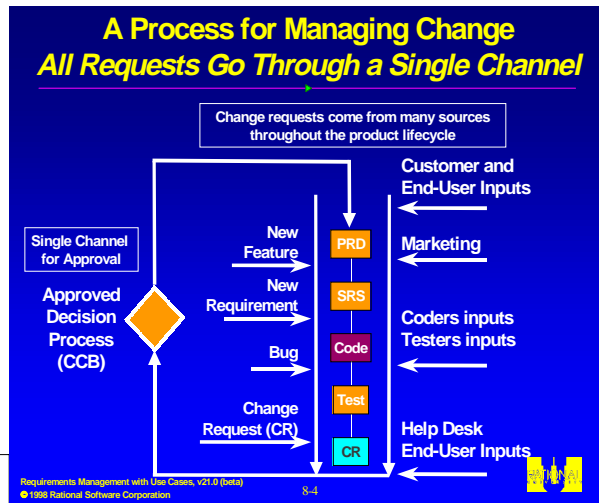 A Process for Managing Change
All Requests Go Through a Single Channel
Change requests come from many sources
throughout the product lifecycle
Customer and
End-User Inputs
Single Channel
for Approval
New
Feature
PRD
Marketing
Approved
Decision
Process
(CCB)
New
Requirement
SRS
Coders inputs
Testers inputs
Bug
Code
Test
Change
Request (CR)
CR
Help Desk
End-User Inputs
Requirements Management with Use Cases, v21.0 (beta)
© 1998 Rational Software Corporation
8-4
RATIONAL